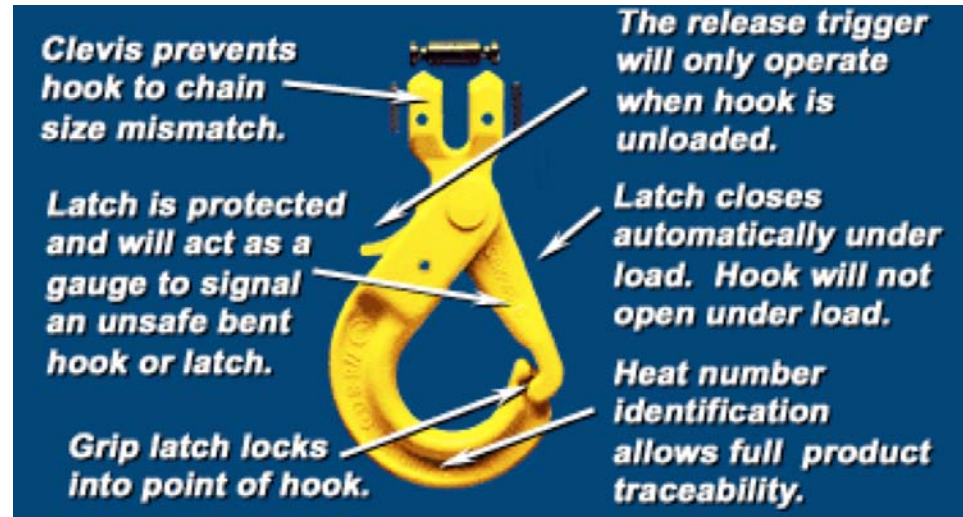 Clevis prevents
hook to chain
size mismatch.
The release trigger
will only operate
when hook is
unloaded.
Latch is protected
and will act as a
gauge to signal
an unsafe bent
hook or latch.
Latch closes
automatically under
load. Hook will not
open under load.
Grip latch locks
into point of hook.
Heat number
identification
allows full product
traceability.